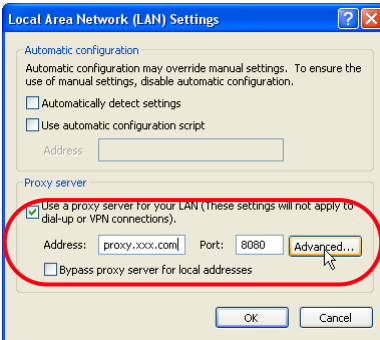 Local Area Network (LAN) Settings
Automatic configuration
Automatic configuration may override manual settings. To ensure the
use of manual settings, disable automatic configuration.
Automatically detect settings
Use automatic configuration script
Address
Proxy server
Use a proxy server for your LAN (These settings will not apply to
dial-up or VPN connections).
Address: proxy.xxx.com Port: 8080 Advanced...
Bypass proxy server for local addresses
OK Cancel